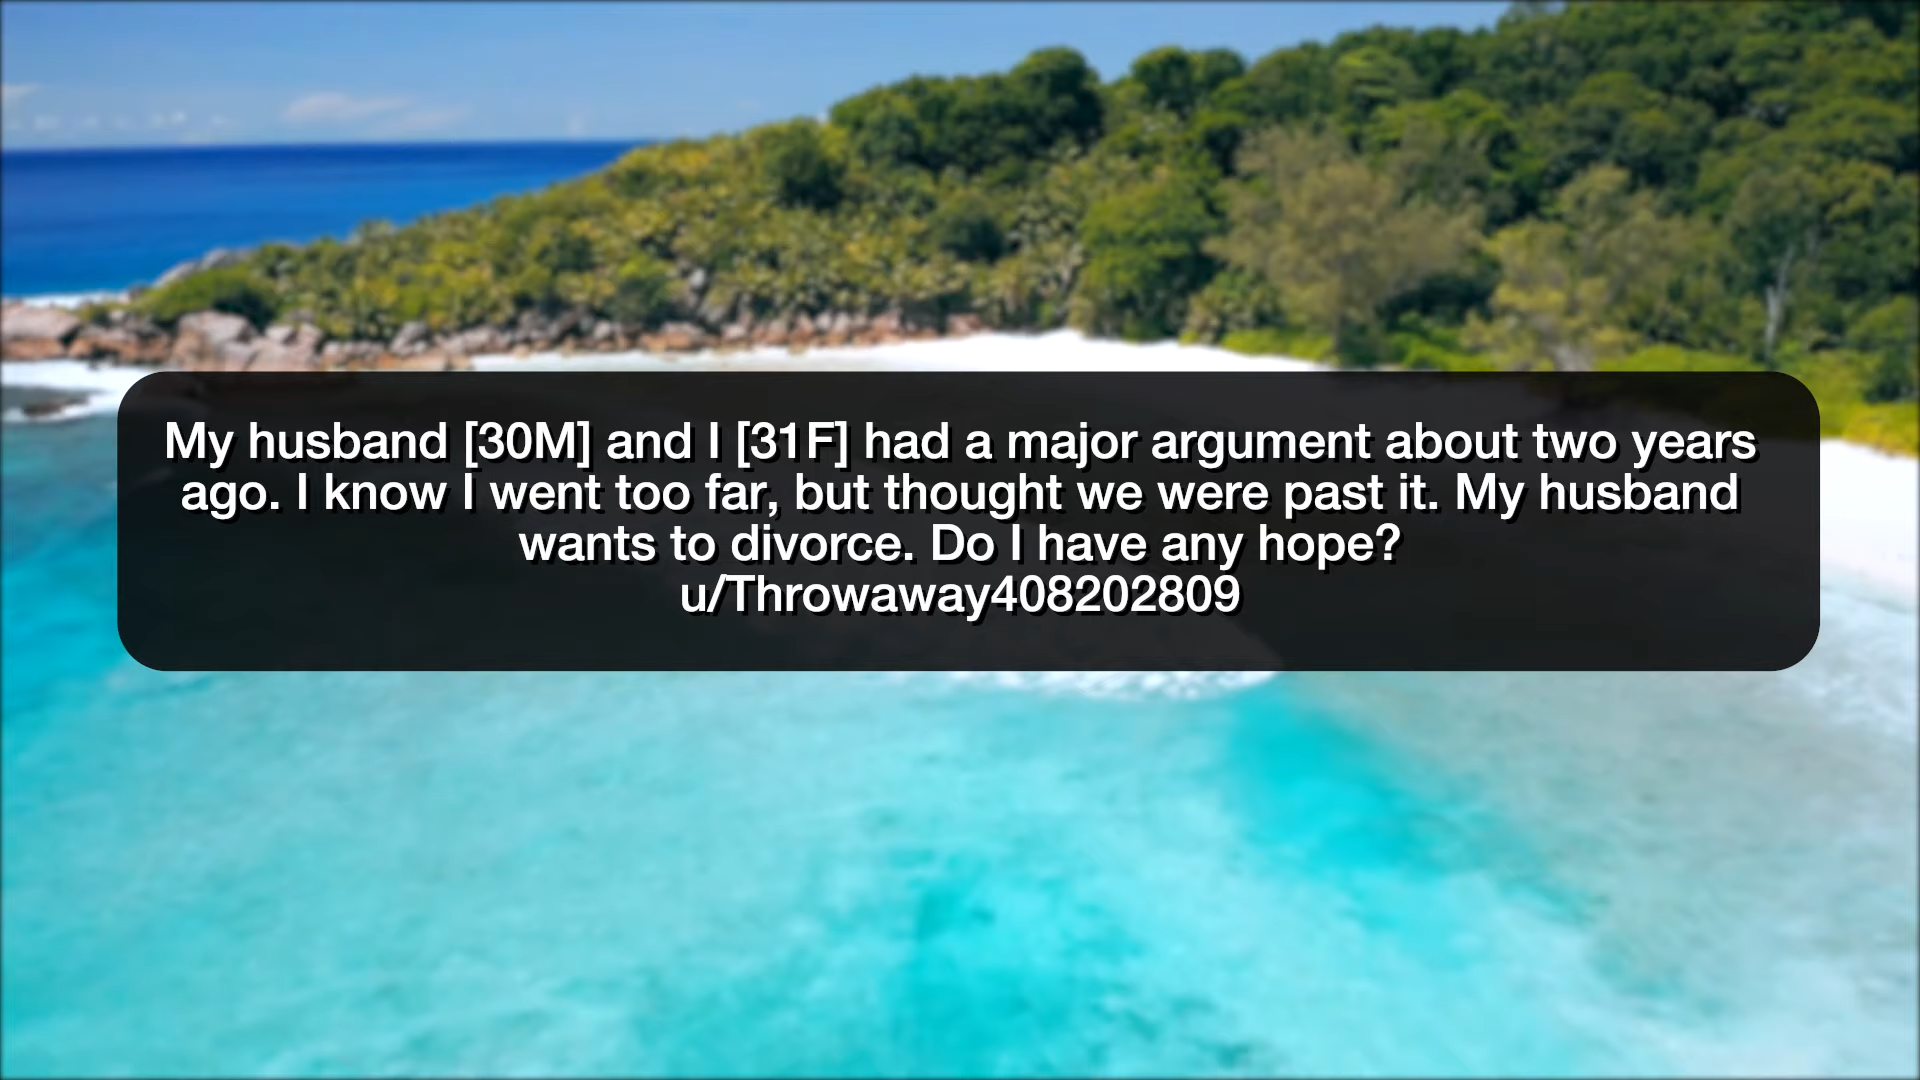 My husband [30M] and I [31F] had a major argument about two years
ago. I know I went too far, but thought we were past it. My husband
wants to divorce. Do I have any hope?
u/Throwaway408202809